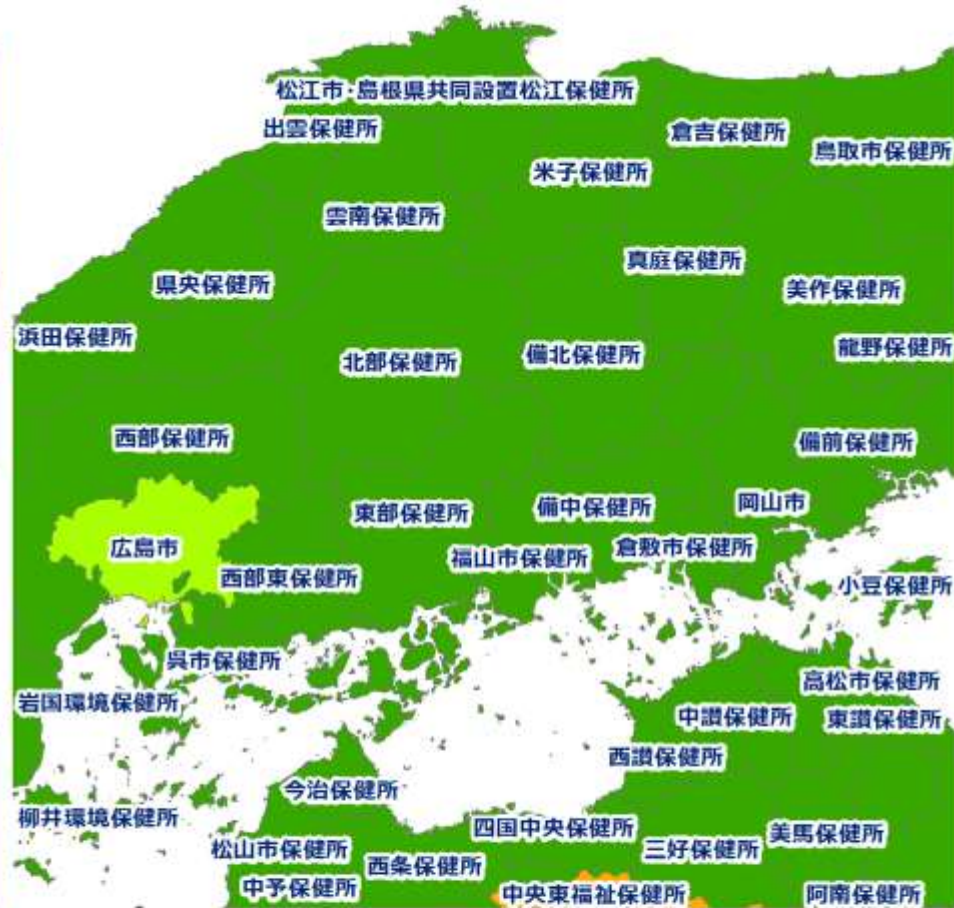 松江市・島根県共同設置松江保健所
出雲保健所
倉吉保健所
鳥取市保健所
米子保健所
雲南保健所
真庭保健所
県央保健所
美作保健所
浜田保健所
北部保健所
備北保健所
龍野保健所
西部保健所
備前保健所
東部保健所
備中保健所
岡山市
広島市
福山市保健所
倉敷市保健所
西部東保健所
小豆保健所
呉市保健所
岩国環境保健所
高松市保健所
中讃保健所
東讃保健所
西讃保健所
今治保健所
柳井環境保健所
四国中央保健所
美馬保健所
松山市保健所
三好保健所
西条保健所
中予保健所
中央東福祉保健所
阿南保健所